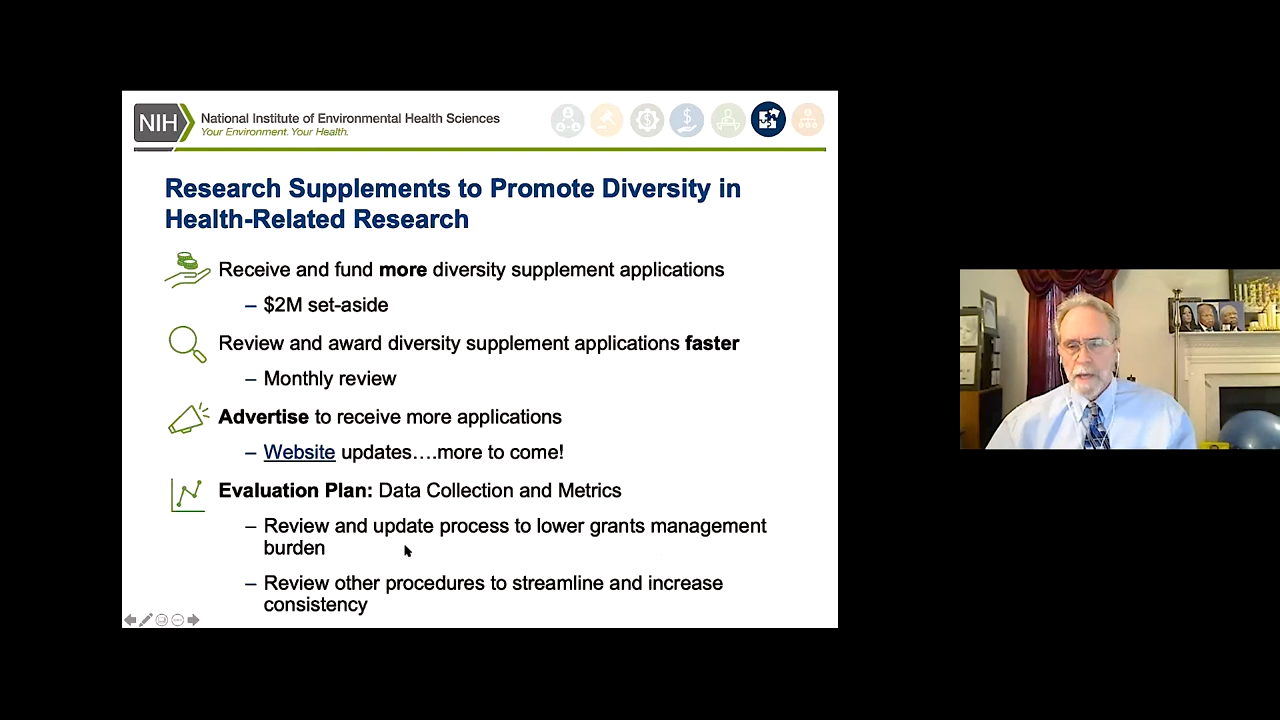 NIH
National Institute of Environmental Health Sciences
Your Environment. Your Health.
Research Supplements to Promote Diversity in
Health-Related Research
Receive and fund more diversity supplement applications
– $2M set-aside
Review and award diversity supplement applications faster
– Monthly review
Advertise to receive more applications
– Website updates….more to come!
Evaluation Plan: Data Collection and Metrics
– Review and update process to lower grants management
burden
– Review other procedures to streamline and increase
consistency